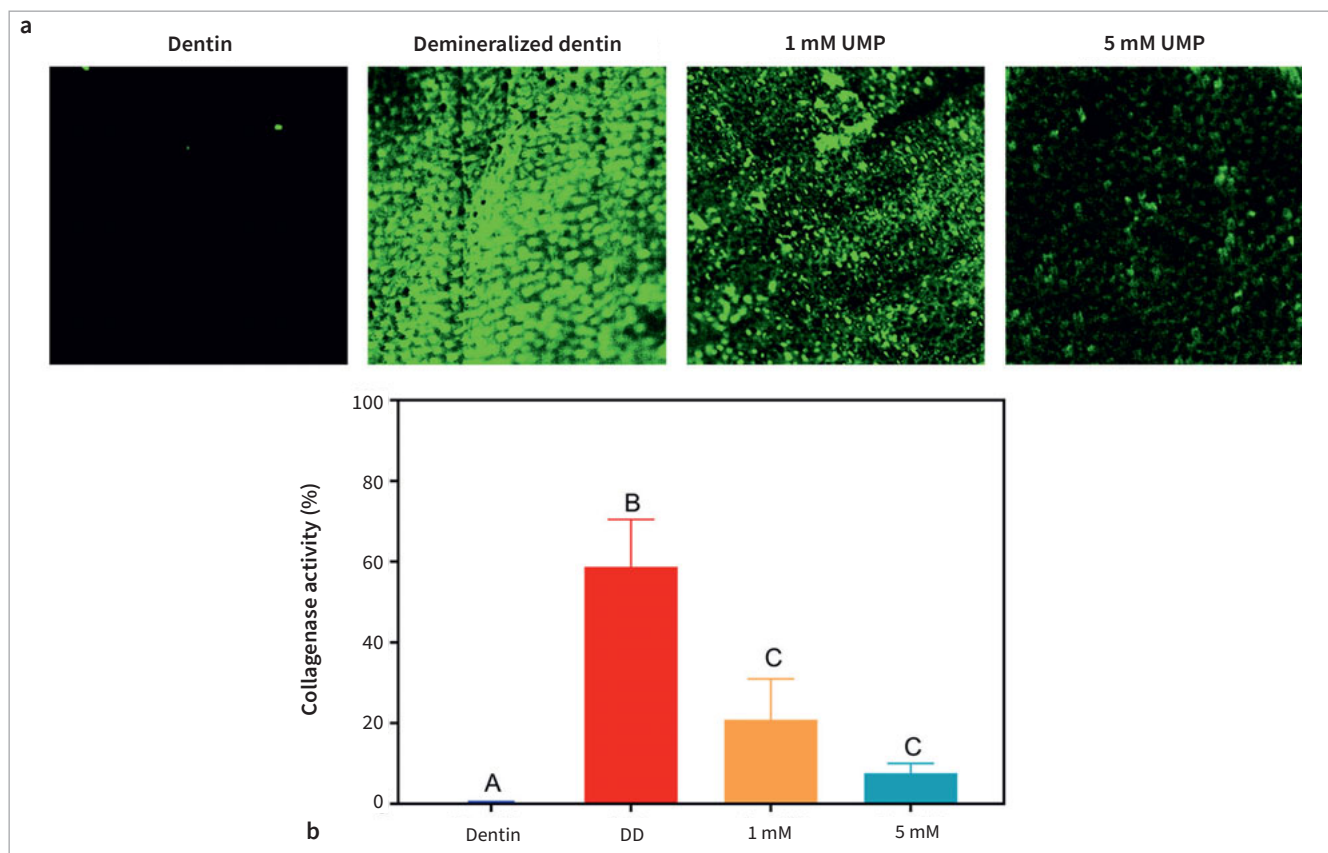 a
Dentin
Demineralized dentin
1 mM UMP
5 mM UMP
100
80
60
40
20
0
Collagenase activity (%)
A
B
C
C
Dentin
DD
1 mM
5 mM
b